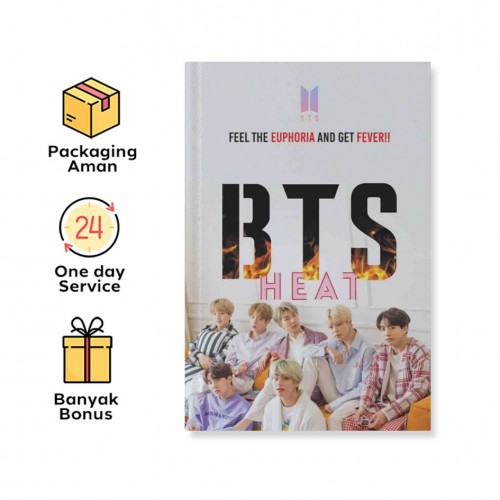 Packaging
Aman
24
One day
Service
Banyak
Bonus
BTS
FEEL THE EUPHORIA AND GET FEVER!!
BTS
HEAT